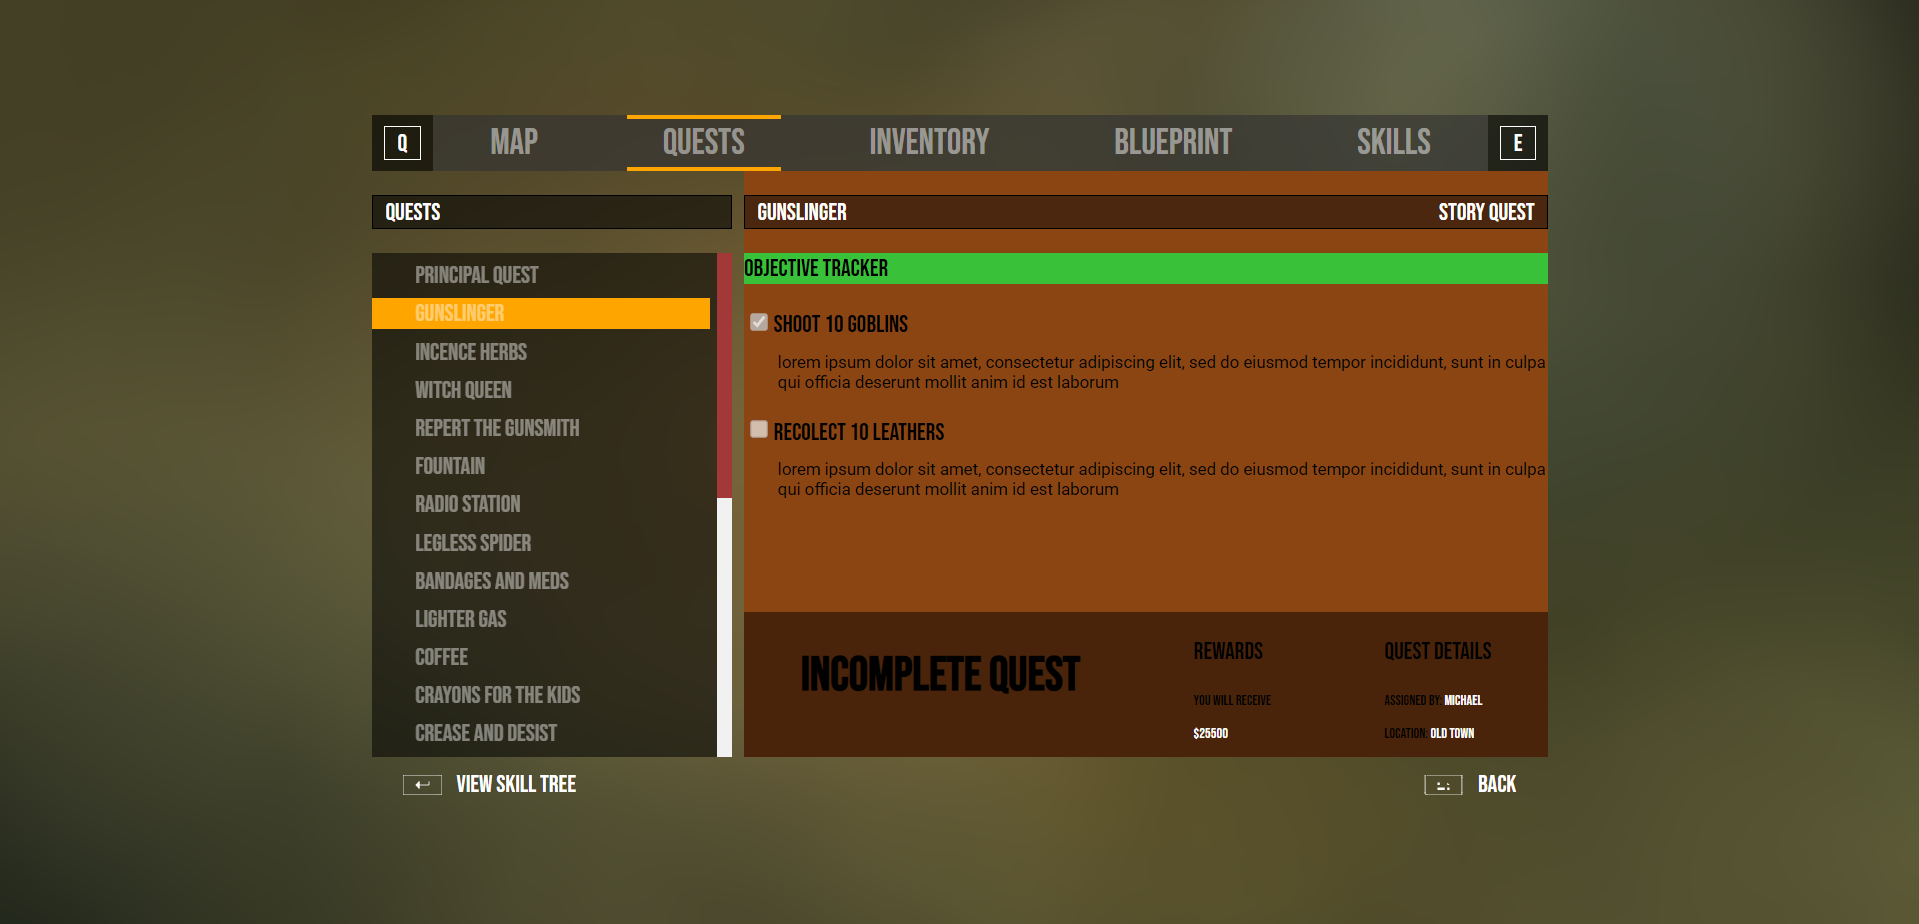 Q MAP QUESTS INVENTORY BLUEPRINT SKILLS E
QUESTS
PRINCIPAL QUEST
GUNSLINGER
INCENCE HERBS
WITCH QUEEN
REPERT THE GUNSMITH
FOUNTAIN
RADIO STATION
LEGLESS SPIDER
BANDAGES AND MEDS
LIGHTER GAS
COFFEE
CRAYONS FOR THE KIDS
CREASE AND DESIST
GUNSLINGER STORY QUEST
OBJECTIVE TRACKER
SHOOT 10 GOBLINS
lorem ipsum dolor sit amet, consectetur adipiscing elit, sed do eiusmod tempor incididunt, sunt in culpa
qui officia deserunt mollit anim id est laborum
RECOLECT 10 LEATHERS
lorem ipsum dolor sit amet, consectetur adipiscing elit, sed do eiusmod tempor incididunt, sunt in culpa
qui officia deserunt mollit anim id est laborum
INCOMPLETE QUEST
REWARDS
YOU WILL RECEIVE
$25500
QUEST DETAILS
ASSIGNED BY: MICHAEL
LOCATION: OLD TOWN
VIEW SKILL TREE
BACK